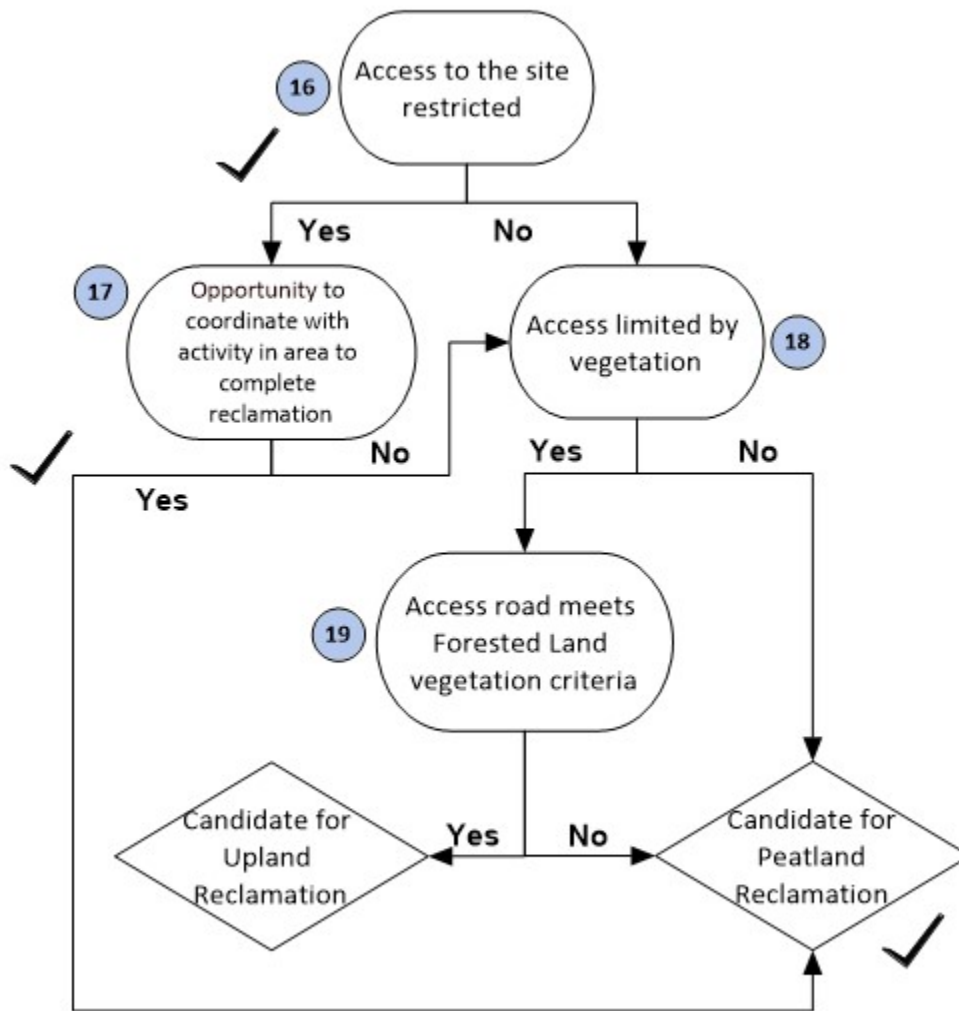 16
Access to the site
restricted
Yes
No
17
Opportunity to
coordinate with
activity in area to
complete
reclamation
Access limited by
vegetation
18
Yes
No
Yes
No
19
Access road meets
Forested Land
vegetation criteria
Candidate for
Upland
Reclamation
Yes
No
Candidate for
Peatland
Reclamation